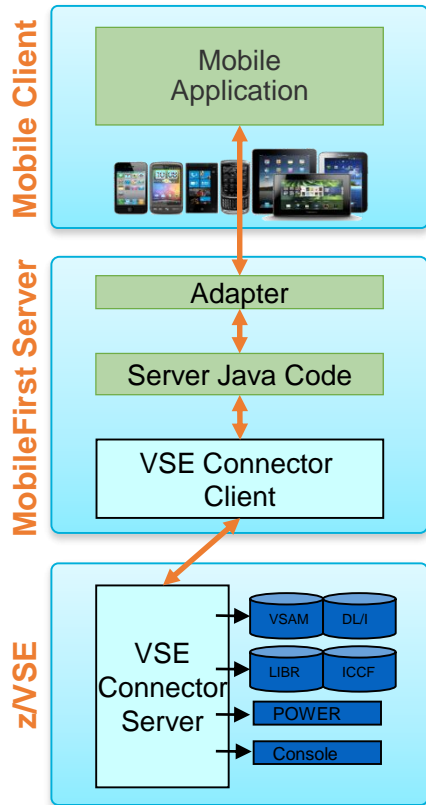 Mobile Client
Mobile
Application
MobileFirst Server
Adapter
Server Java Code
VSE Connector
Client
z/VSE
VSE
Connector
Server
VSAM
DL/I
LIBR
ICCF
POWER
Console